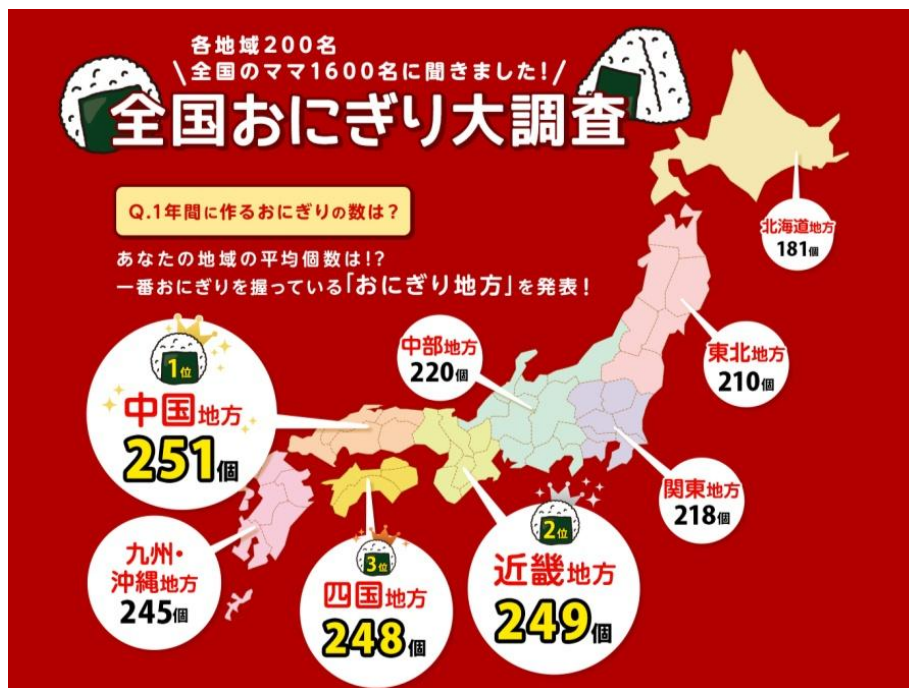 各地域200名
\全国のママ1600名に聞きました!/
全国おにぎり大調査
Q.1年間に作るおにぎりの数は?
あなたの地域の平均個数は!?
一番おにぎりを握っている「おにぎり地方」を発表!
北海道地方
181個
東北地方
210個
中部地方
220個
関東地方
218個
1位
中国地方
251個
2位
近畿地方
249個
3位
四国地方
248個
九州・
沖縄地方
245個